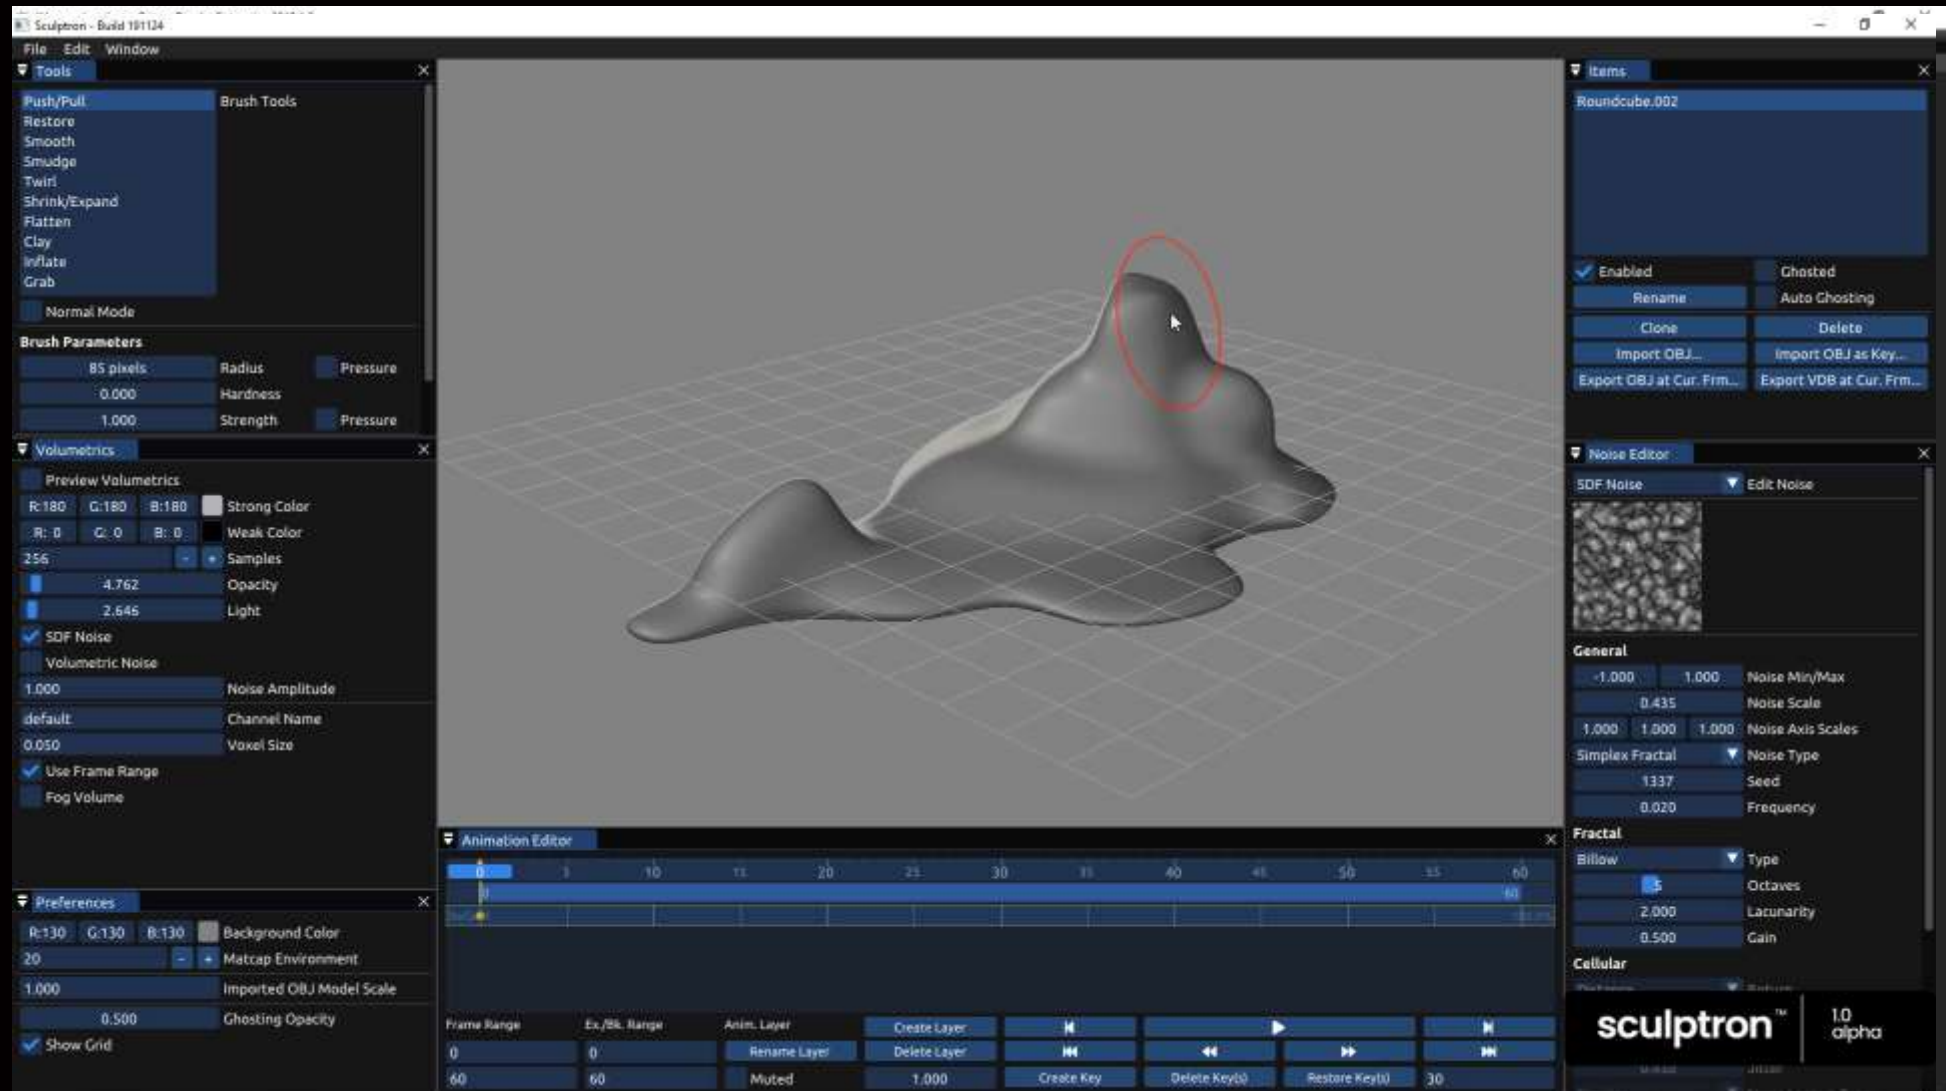 Sculptron - Build 191124
File Edit Window
Tools
Push/Pull Brush Tools
Restore
Smooth
Smudge
Twirl
Shrink/Expand
Flatten
Clay
Inflate
Grab
Normal Mode
Brush Parameters
85 pixels Radius Pressure
0.000 Hardness
1.000 Strength Pressure
Volumetrics
Preview Volumetrics
R:180 G:180 B:180 Strong Color
R: 0 G: 0 B: 0 Weak Color
256 - + Samples
4.762 Opacity
2.646 Light
SDF Noise
Volumetric Noise
1.000 Noise Amplitude
default Channel Name
0.050 Voxel Size
Use Frame Range
Fog Volume
Preferences
R:130 G:130 B:130 Background Color
20 - + Matcap Environment
1.000 Imported OBJ Model Scale
0.500 Ghosting Opacity
Show Grid
Animation Editor
0 5 10 15 20 25 30 35 40 45 50 55 60
0 60
Frame Range Ex./Bk. Range Anim. Layer Create Layer
0 0 Rename Layer Delete Layer
60 60 Muted 1.000 Create Key Delete Key(s) Restore Key(s) 30
Items
Roundcube.002
Enabled Ghosted
Rename Auto Ghosting
Clone Delete
Import OBJ... Import OBJ as Key...
Export OBJ at Cur. Frm... Export VDB at Cur. Frm...
Noise Editor
SDF Noise Edit Noise
General
-1.000 1.000 Noise Min/Max
0.435 Noise Scale
1.000 1.000 1.000 Noise Axis Scales
Simplex Fractal Noise Type
1337 Seed
0.020 Frequency
Fractal
Billow Type
5 Octaves
2.000 Lacunarity
0.500 Gain
Cellular
Distance Return
sculptron™ 1.0
alpha